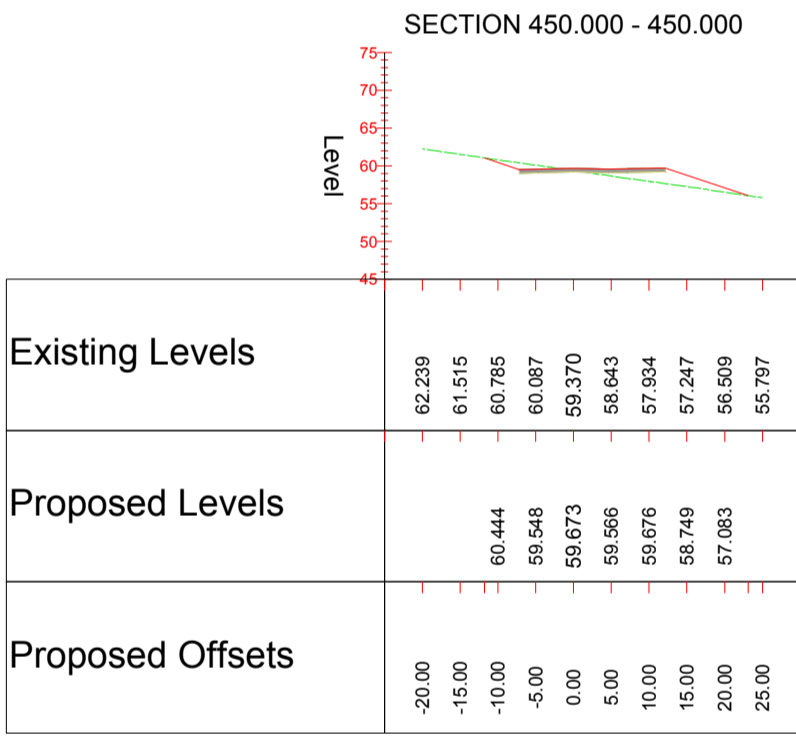 SECTION 450.000 - 450.000
75
70
65
60
55
50
45
Level
Existing Levels
62.239 61.515 60.785 60.087 59.370 58.643 57.934 57.247 56.509 55.797
Proposed Levels
60.444 59.548 59.673 59.566 59.676 58.749 57.083
Proposed Offsets
-20.00 -15.00 -10.00 -5.00 0.00 5.00 10.00 15.00 20.00 25.00